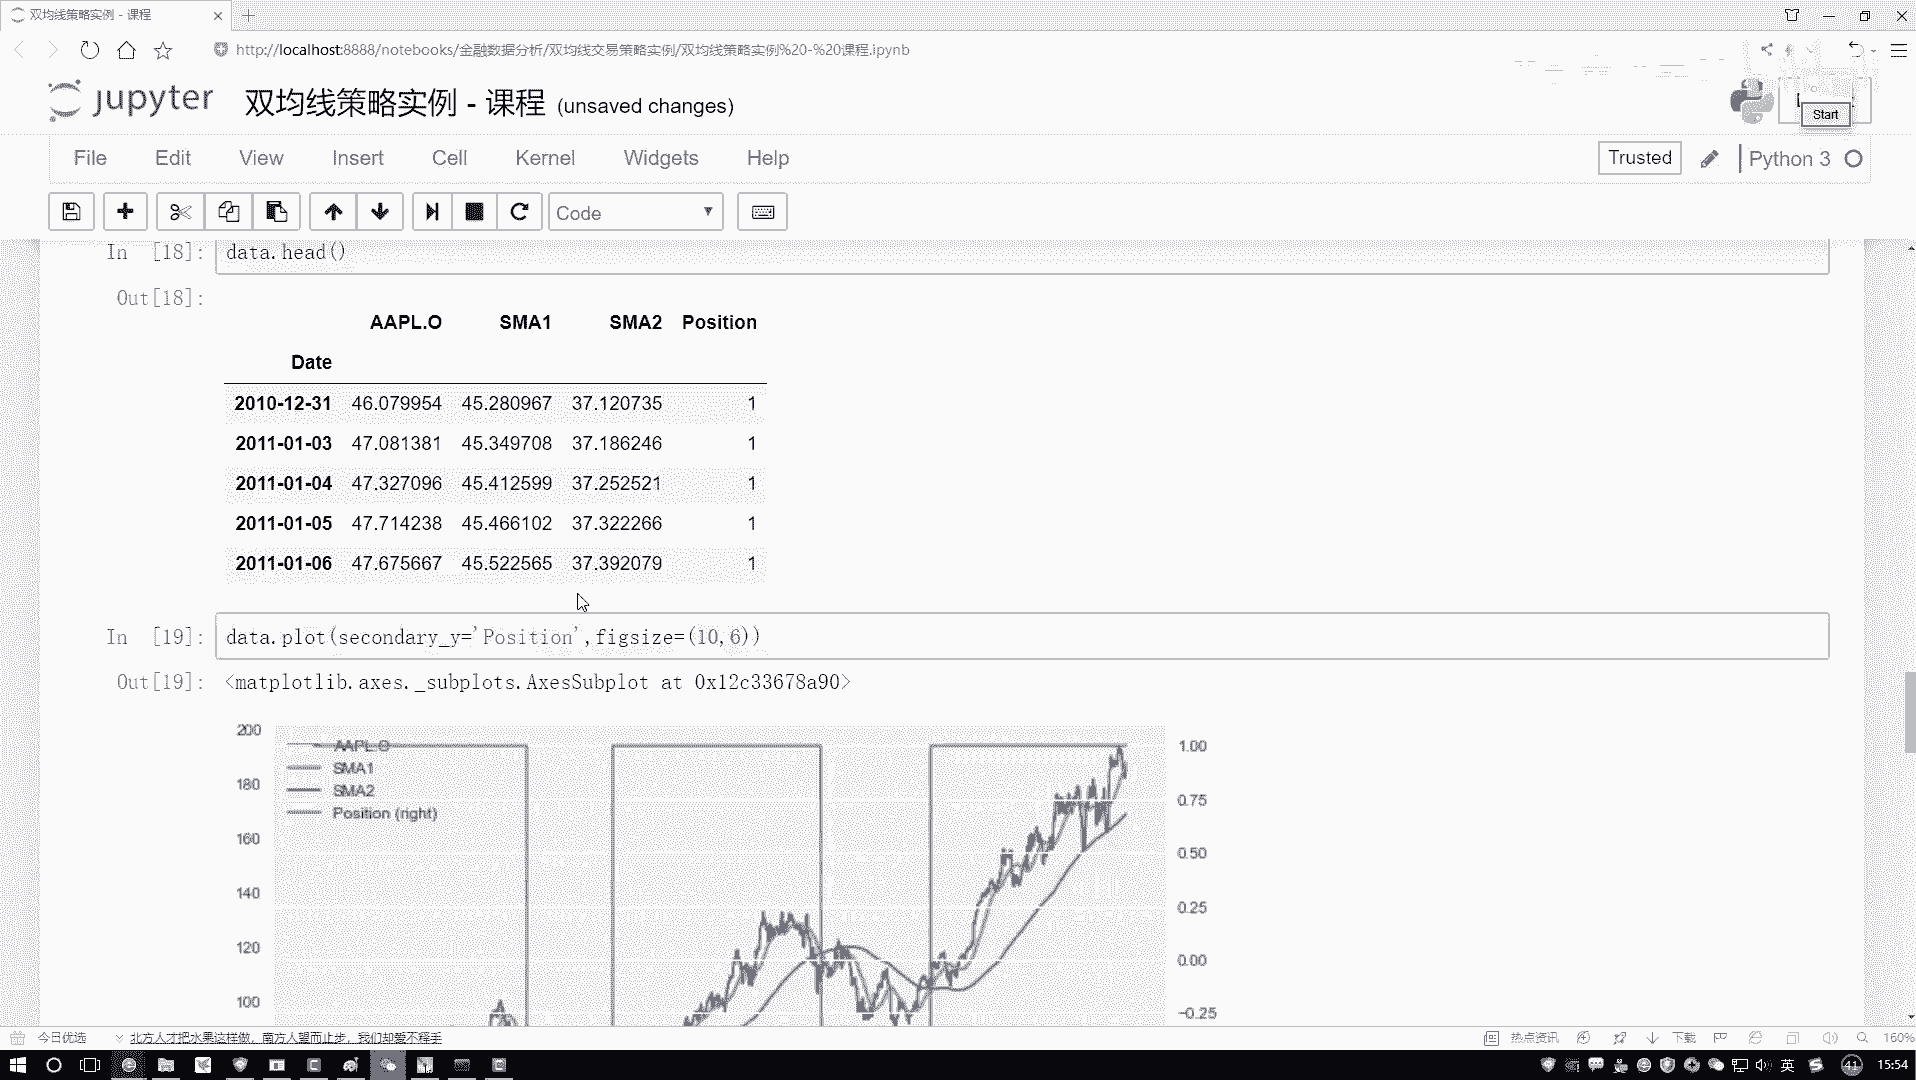 双均线策略实例 - 课程
http://localhost:8888/notebooks/金融数据分析/双均线交易策略实例/双均线策略实例%20-%20课程.ipynb
jupyter 双均线策略实例 - 课程 (unsaved changes)
Start
File Edit View Insert Cell Kernel Widgets Help
Trusted Python 3
Code
In [18]: data.head()
Out[18]:
AAPL.O SMA1 SMA2 Position
Date
2010-12-31 46.079954 45.280967 37.120735 1
2011-01-03 47.081381 45.349708 37.186246 1
2011-01-04 47.327096 45.412599 37.252521 1
2011-01-05 47.714238 45.466102 37.322266 1
2011-01-06 47.675667 45.522565 37.392079 1
In [19]: data.plot(secondary_y='Position',figsize=(10,6))
Out[19]: <matplotlib.axes._subplots.AxesSubplot at 0x12c33678a90>
200 AAPL.O 1.00
SMA1
180 SMA2 0.75
Position (right)
160 0.50
140 0.25
120 0.00
100 -0.25
今日优选 北方人才把水果这样做，南方人望而止步，我们却爱不释手 热点资讯 下载 160%
英 41 15:54